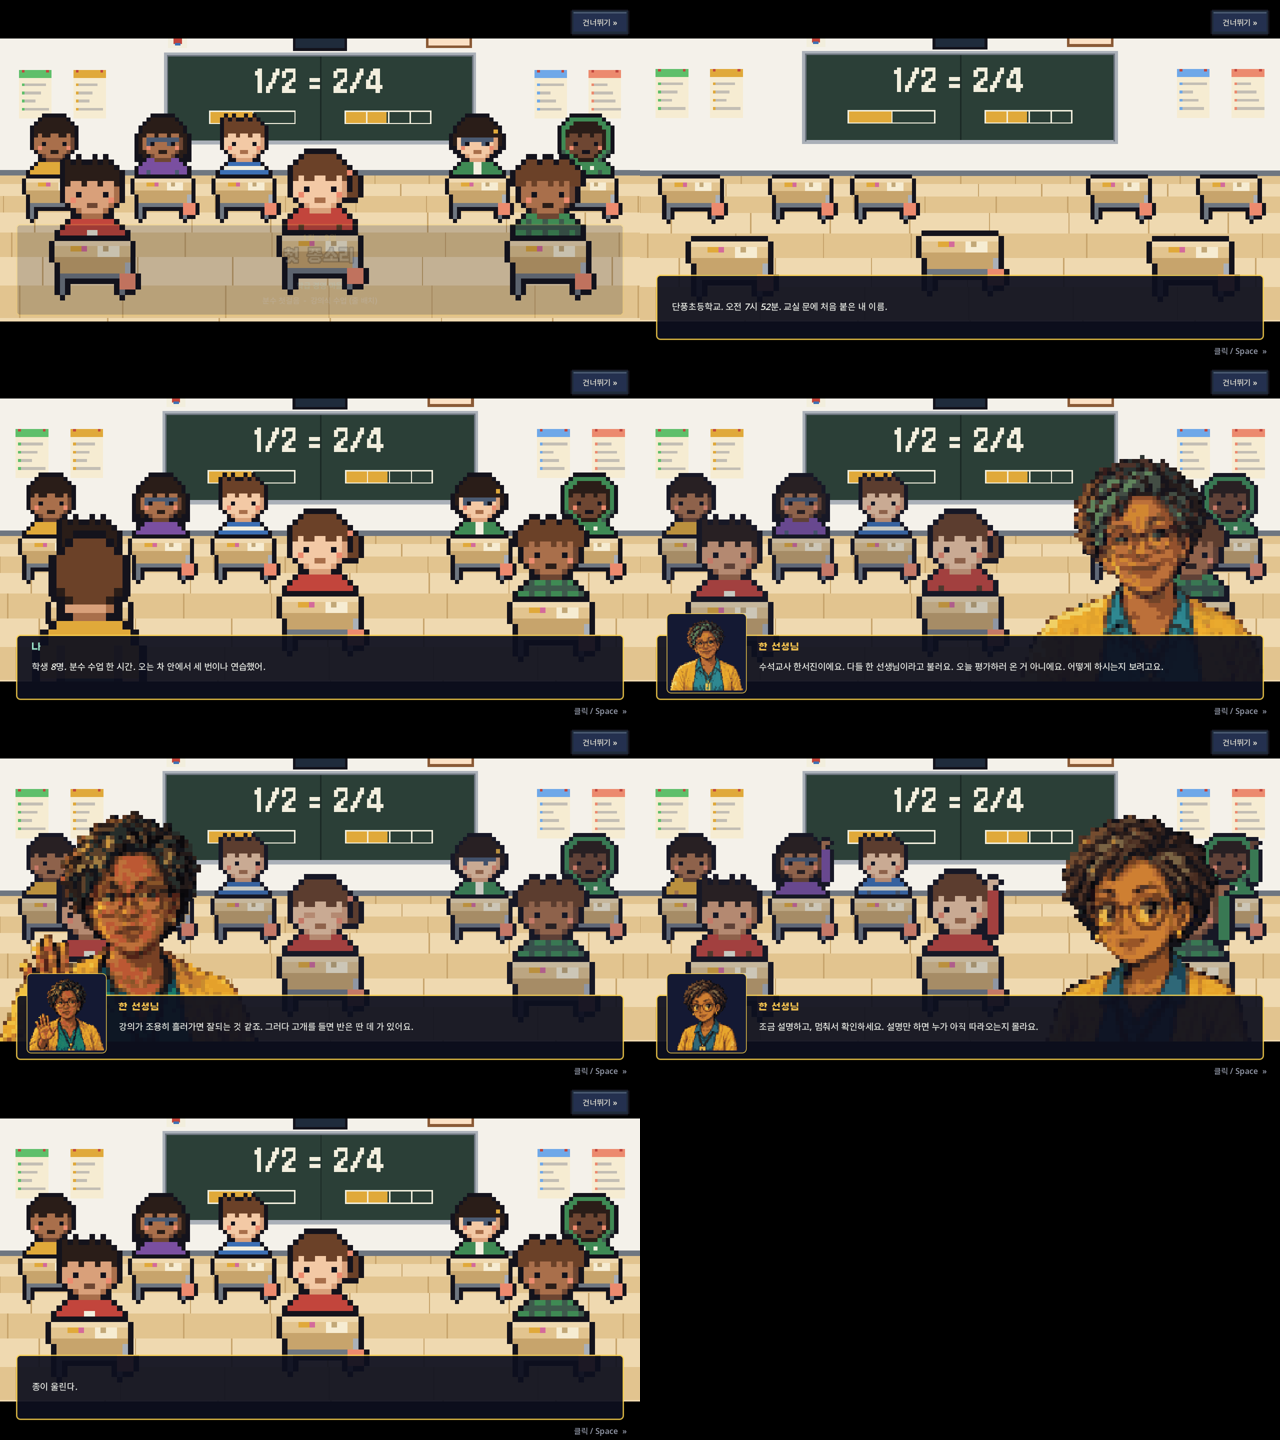 건너뛰기 »
1/2 = 2/4
첫 종소리
건너뛰기 »
1/2 = 2/4
단풍초등학교. 오전 7시 52분. 교실 문에 처음 붙은 내 이름.
클릭 / Space »
건너뛰기 »
1/2 = 2/4
나
학생 8명. 분수 수업 한 시간. 오는 차 안에서 세 번이나 연습했어.
클릭 / Space »
건너뛰기 »
1/2 = 2/4
한 선생님
수석교사 한서진이에요. 다들 한 선생님이라고 불러요. 오늘 평가하러 온 거 아니에요. 어떻게 하시는지 보려고요.
클릭 / Space »
건너뛰기 »
1/2 = 2/4
한 선생님
강의가 조용히 흘러가면 잘되는 것 같죠. 그러다 고개를 들면 반은 딴 데 가 있어요.
클릭 / Space »
건너뛰기 »
1/2 = 2/4
한 선생님
조금 설명하고, 멈춰서 확인하세요. 설명만 하면 누가 아직 따라오는지 몰라요.
클릭 / Space »
건너뛰기 »
1/2 = 2/4
종이 울린다.
클릭 / Space »